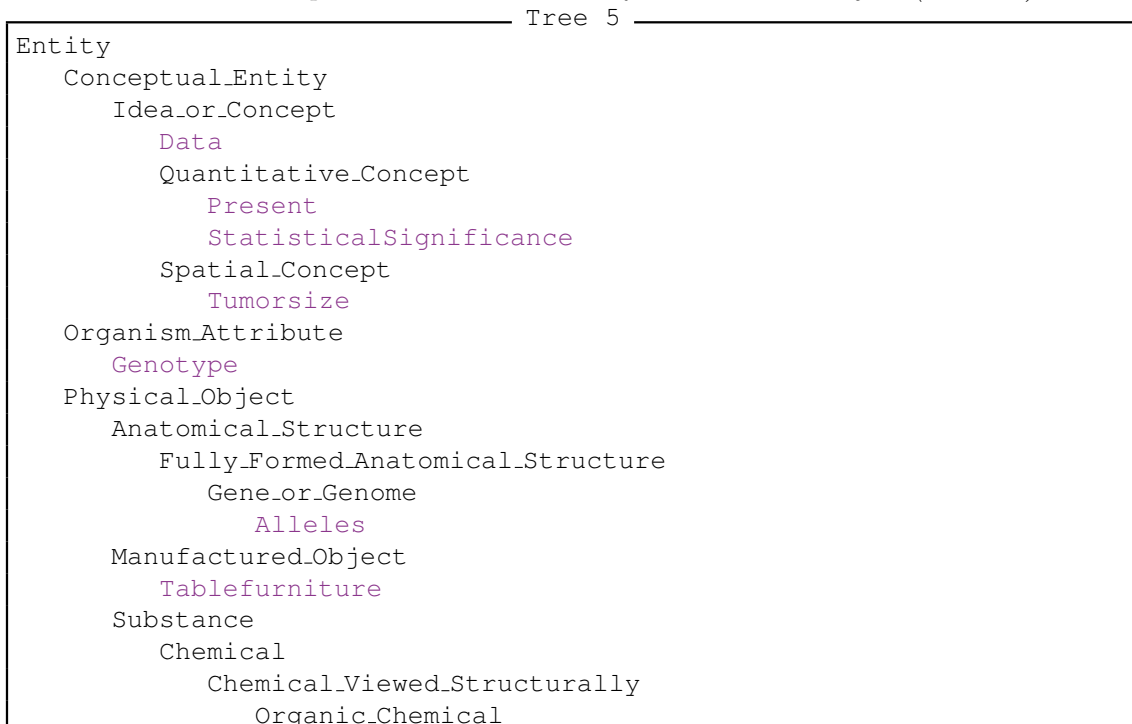 Tree 5
Entity
Conceptual_Entity
Idea_or_Concept
Data
Quantitative_Concept
Present
StatisticalSignificance
Spatial_Concept
Tumorsize
Organism_Attribute
Genotype
Physical_Object
Anatomical_Structure
Fully_Formed_Anatomical_Structure
Gene_or_Genome
Alleles
Manufactured_Object
Tablefurniture
Substance
Chemical
Chemical_Viewed_Structurally
Organic_Chemical